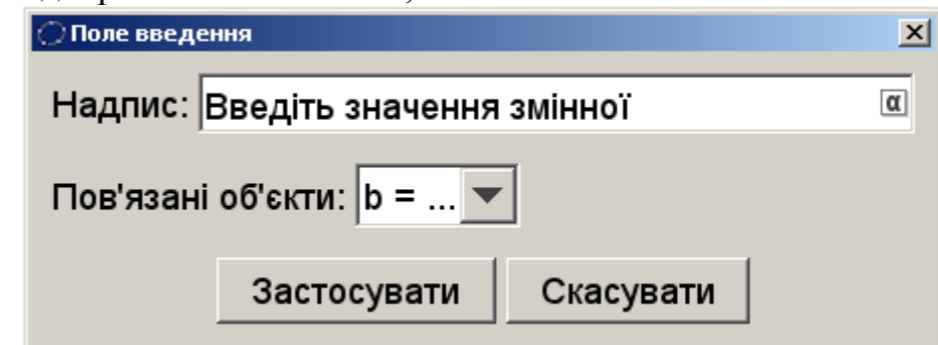 Поле введення
Надпис: Введіть значення змінної α
Пов'язані об'єкти: b = ...
Застосувати Скасувати